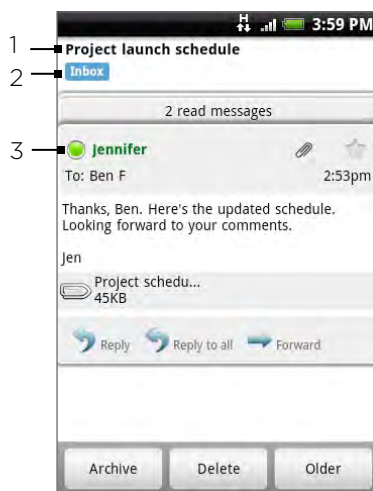 H 3:59 PM
1 Project launch schedule
2 Inbox
2 read messages
3 Jennifer
To: Ben F 2:53pm
Thanks, Ben. Here's the updated schedule.
Looking forward to your comments.
Jen
Project schedu...
45KB
Reply Reply to all Forward
Archive Delete Older